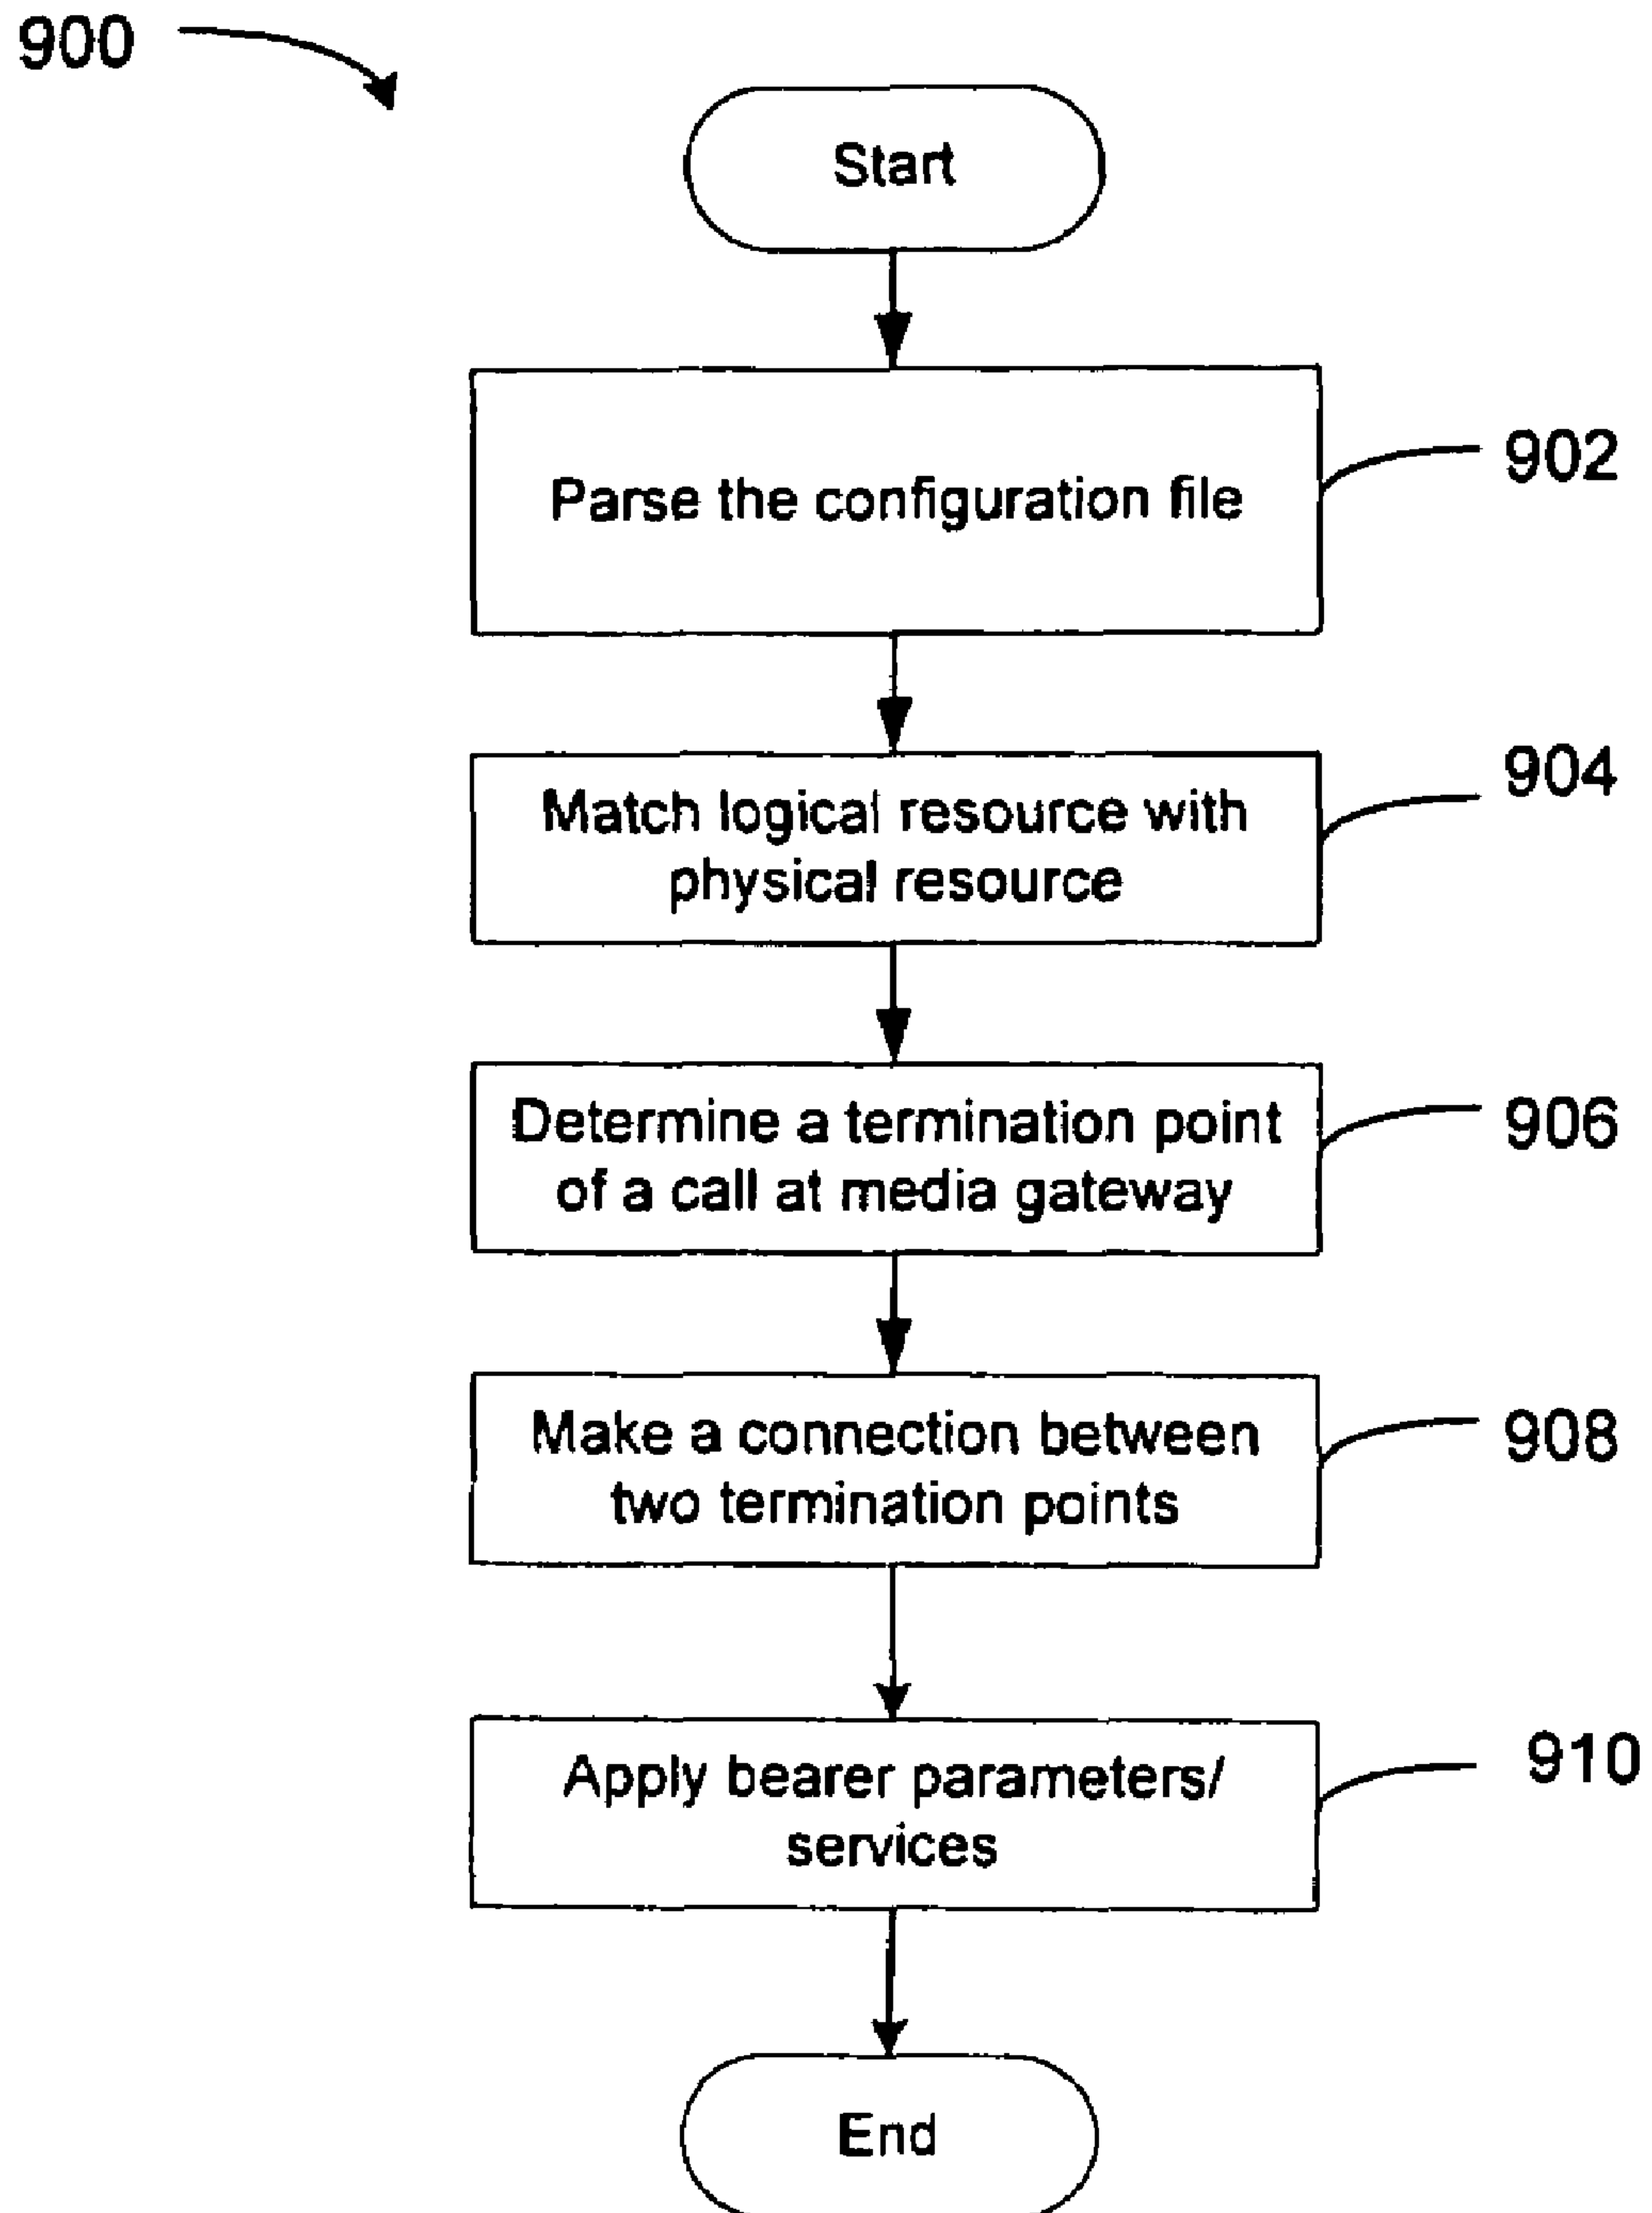 900
Start
Parse the configuration file
902
Match logical resource with
physical resource
904
Determine a termination point
of a call at media gateway
906
Make a connection between
two termination points
908
Apply bearer parameters/
services
910
End